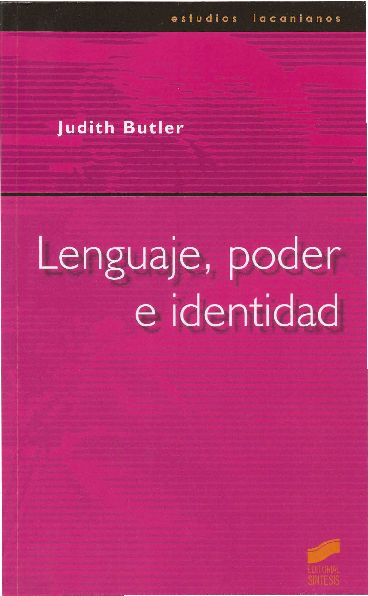 estudios lacanianos
Judith Butler
Lenguaje, poder
e identidad
EDITORIAL
SINTESIS